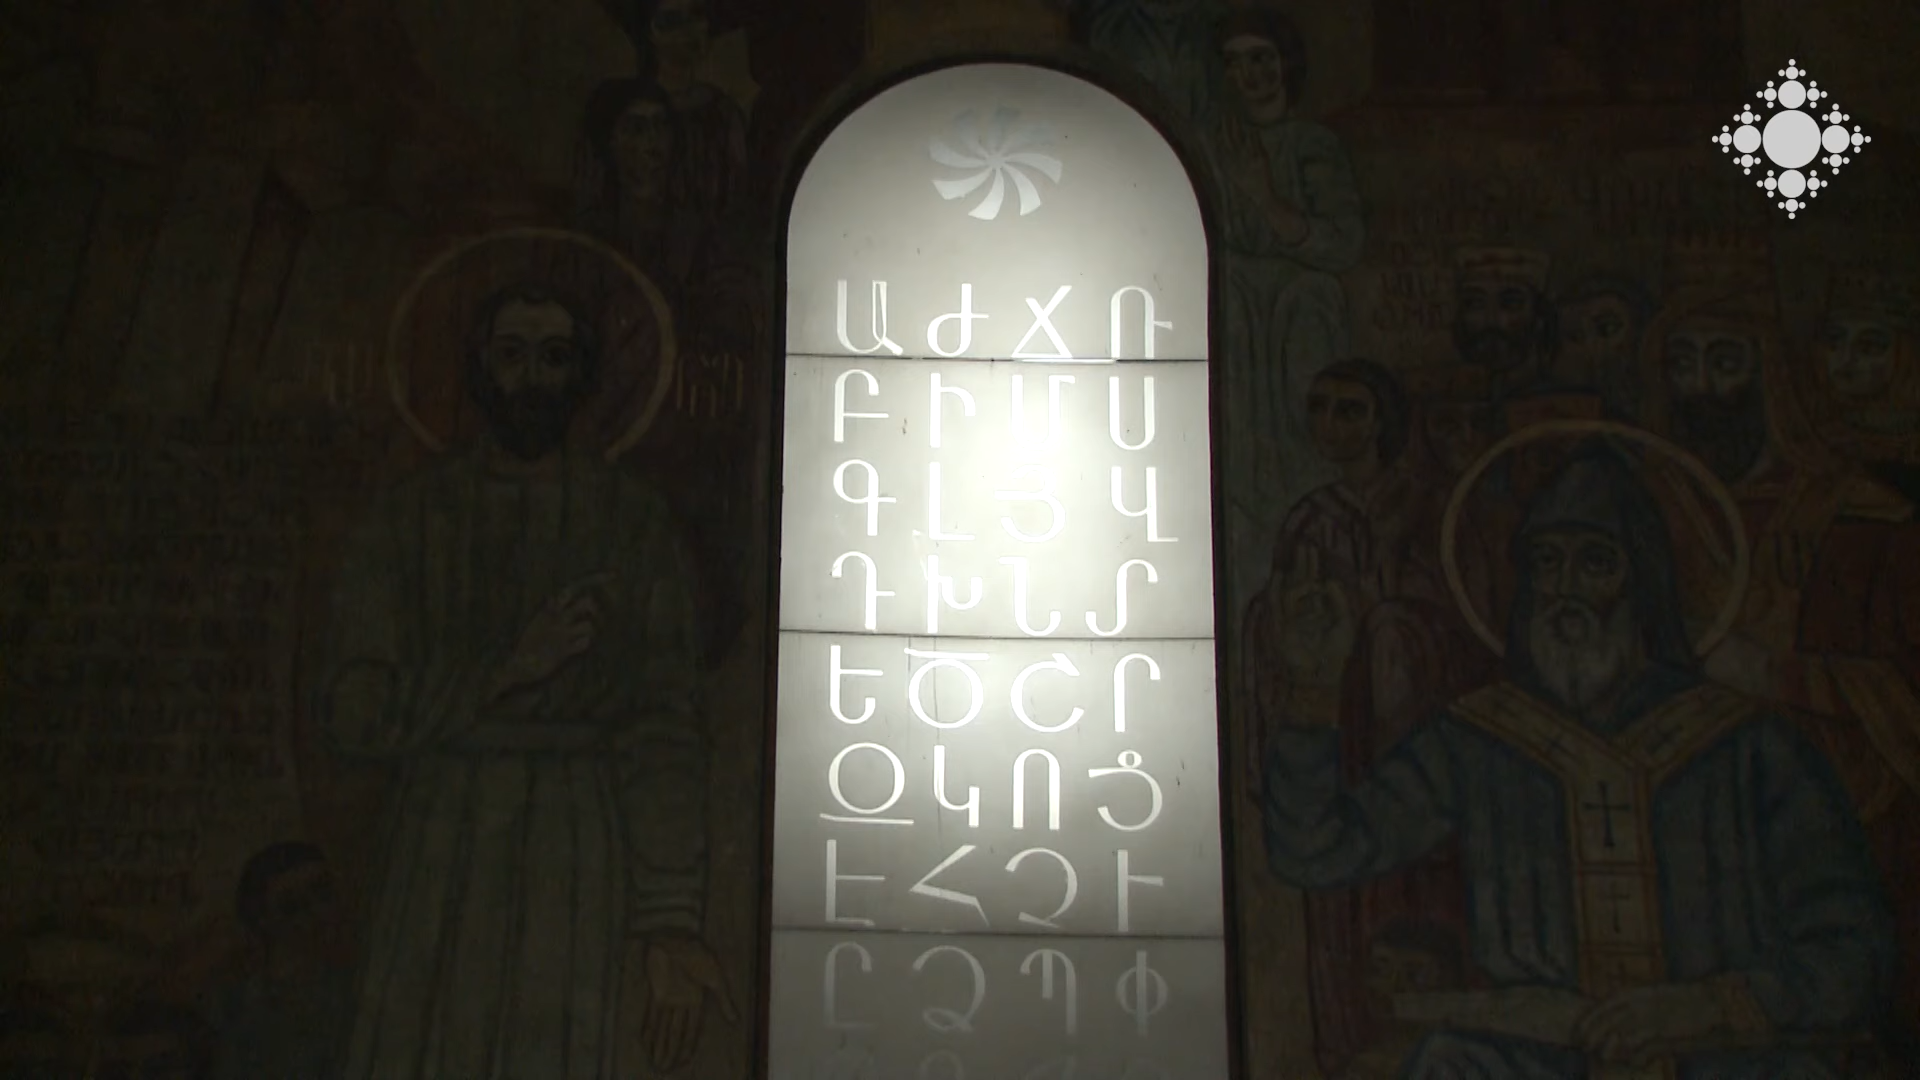 Ա Ժ Ճ Ռ
Բ Ի Մ Ս
Գ Լ Յ Վ
Դ Խ Ն Տ
Ե Ծ Շ Ր
Զ Կ Ո Ց
Է Հ Չ Ւ
Ը Ձ Պ Փ